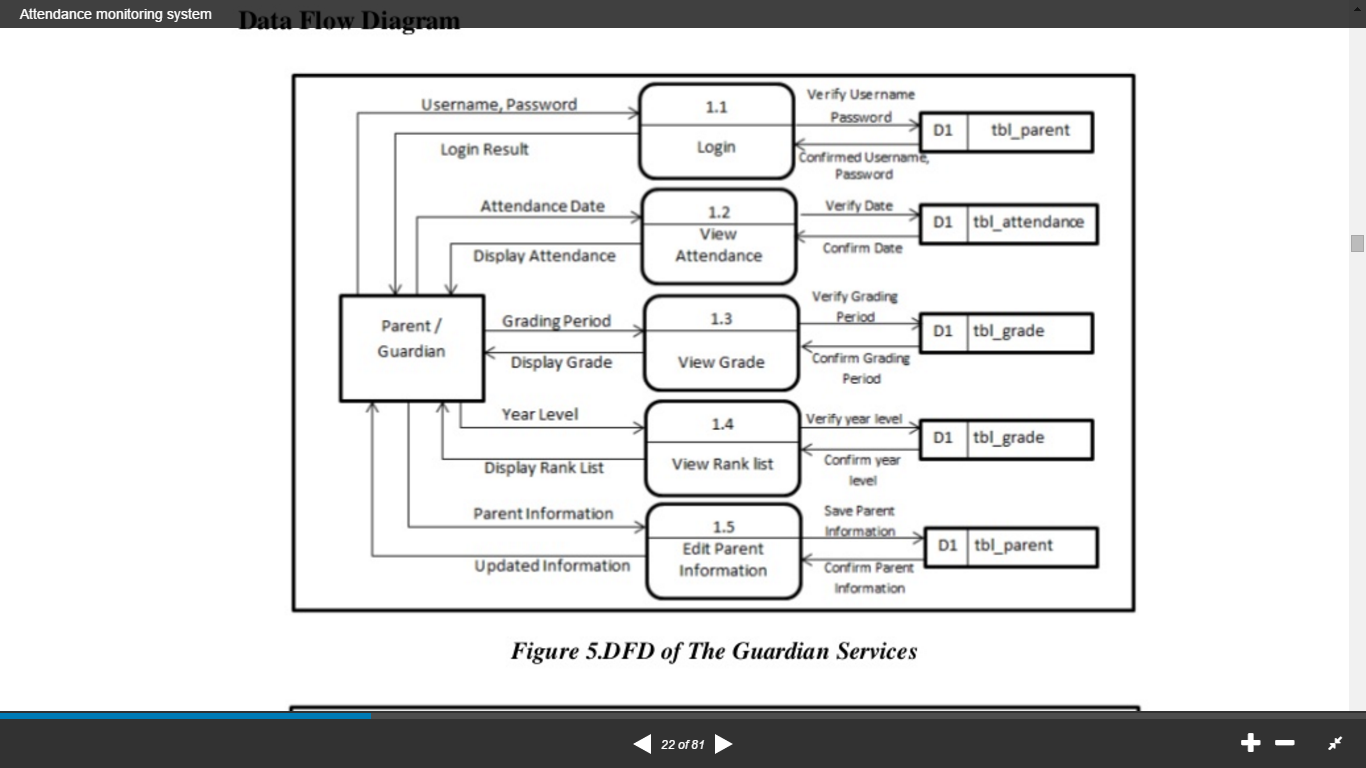 Attendance monitoring system
Data Flow Diagram
Username, Password
Login Result
1.1
Login
Verify Username
Password
Confirmed Username,
Password
D1 tbl_parent
Attendance Date
Display Attendance
1.2
View
Attendance
Verify Date
Confirm Date
D1 tbl_attendance
Parent /
Guardian
Grading Period
Display Grade
1.3
View Grade
Verify Grading
Period
Confirm Grading
Period
D1 tbl_grade
Year Level
Display Rank List
1.4
View Rank list
Verify year level
Confirm year
level
D1 tbl_grade
Parent Information
Updated Information
1.5
Edit Parent
Information
Save Parent
Information
Confirm Parent
Information
D1 tbl_parent
Figure 5.DFD of The Guardian Services
22 of 81